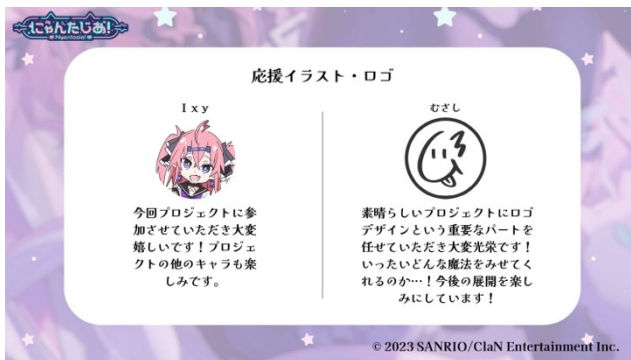 にゃんたじあ！
Nyantasia!
応援イラスト・ロゴ
Ixy
今回プロジェクトに参
加させていただき大変
嬉しいです！プロジェ
クトの他のキャラも楽
しみです。
むさし
素晴らしいプロジェクトにロゴ
デザインという重要なパートを
任せていただき大変光栄です！
いったいどんな魔法をみせてく
れるのか…！今後の展開を楽し
みにしています！
© 2023 SANRIO/ClaN Entertainment Inc.